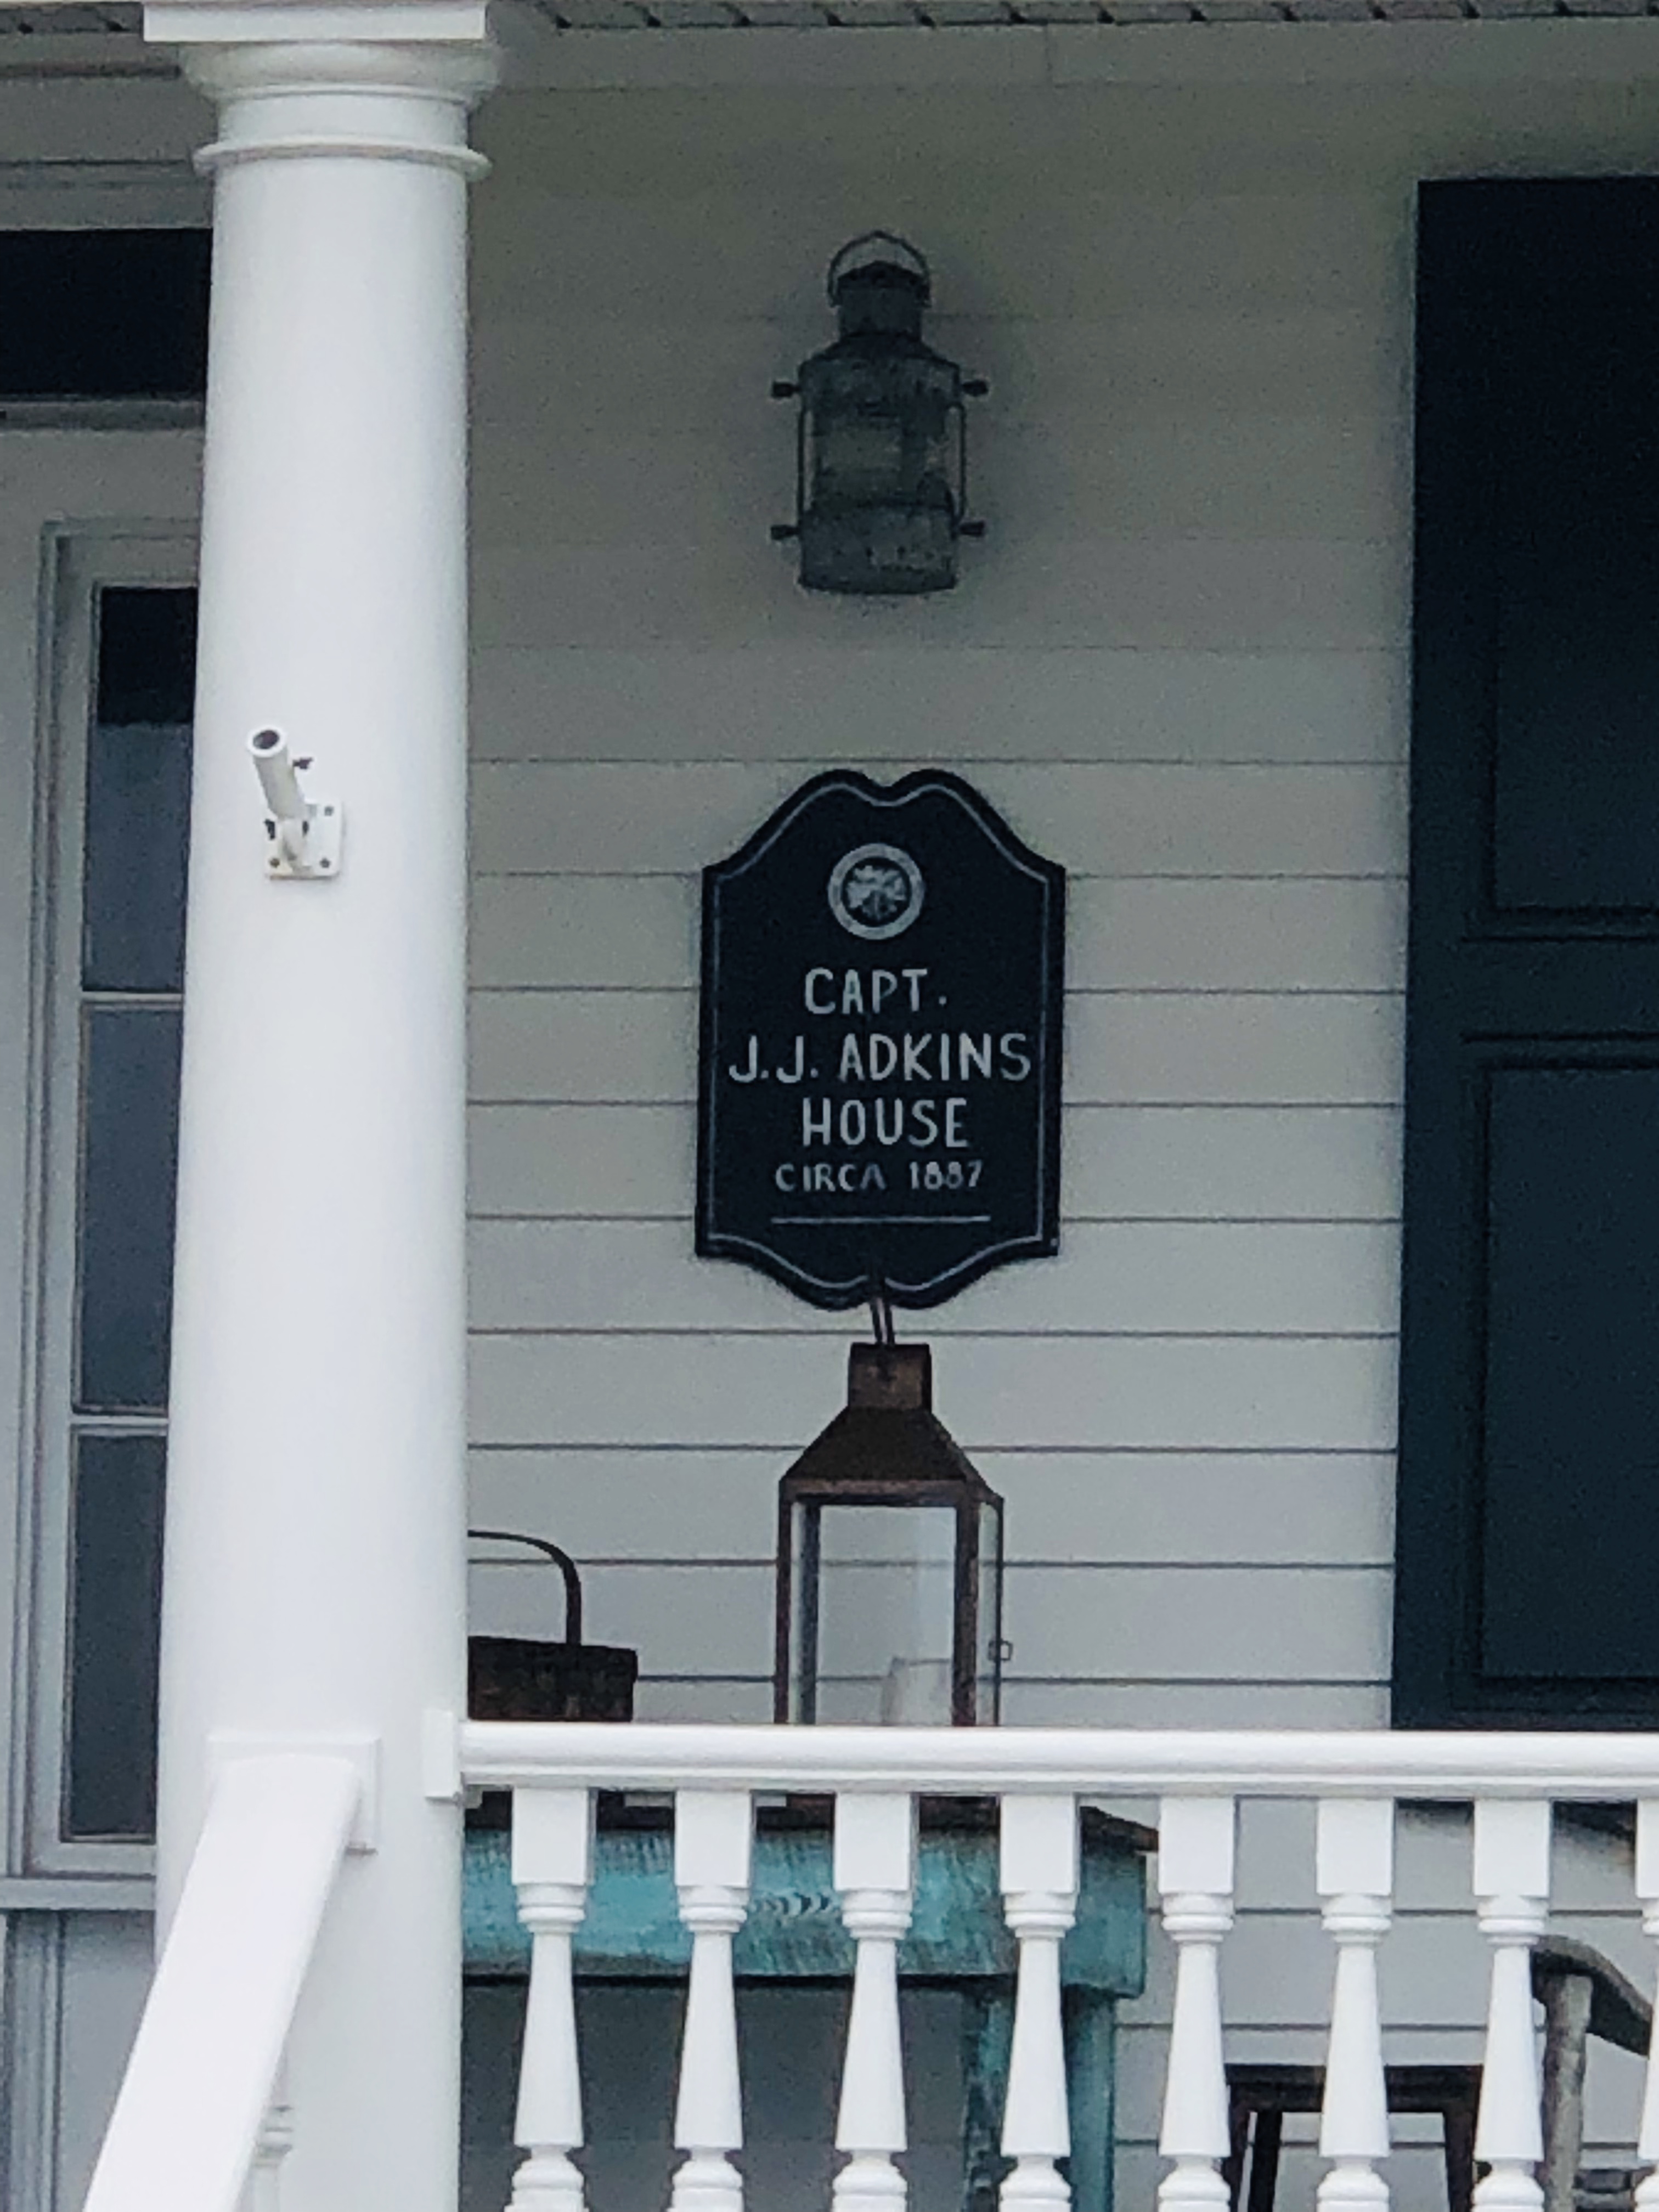 CAPT.
J.J. ADKINS
HOUSE
CIRCA 1887